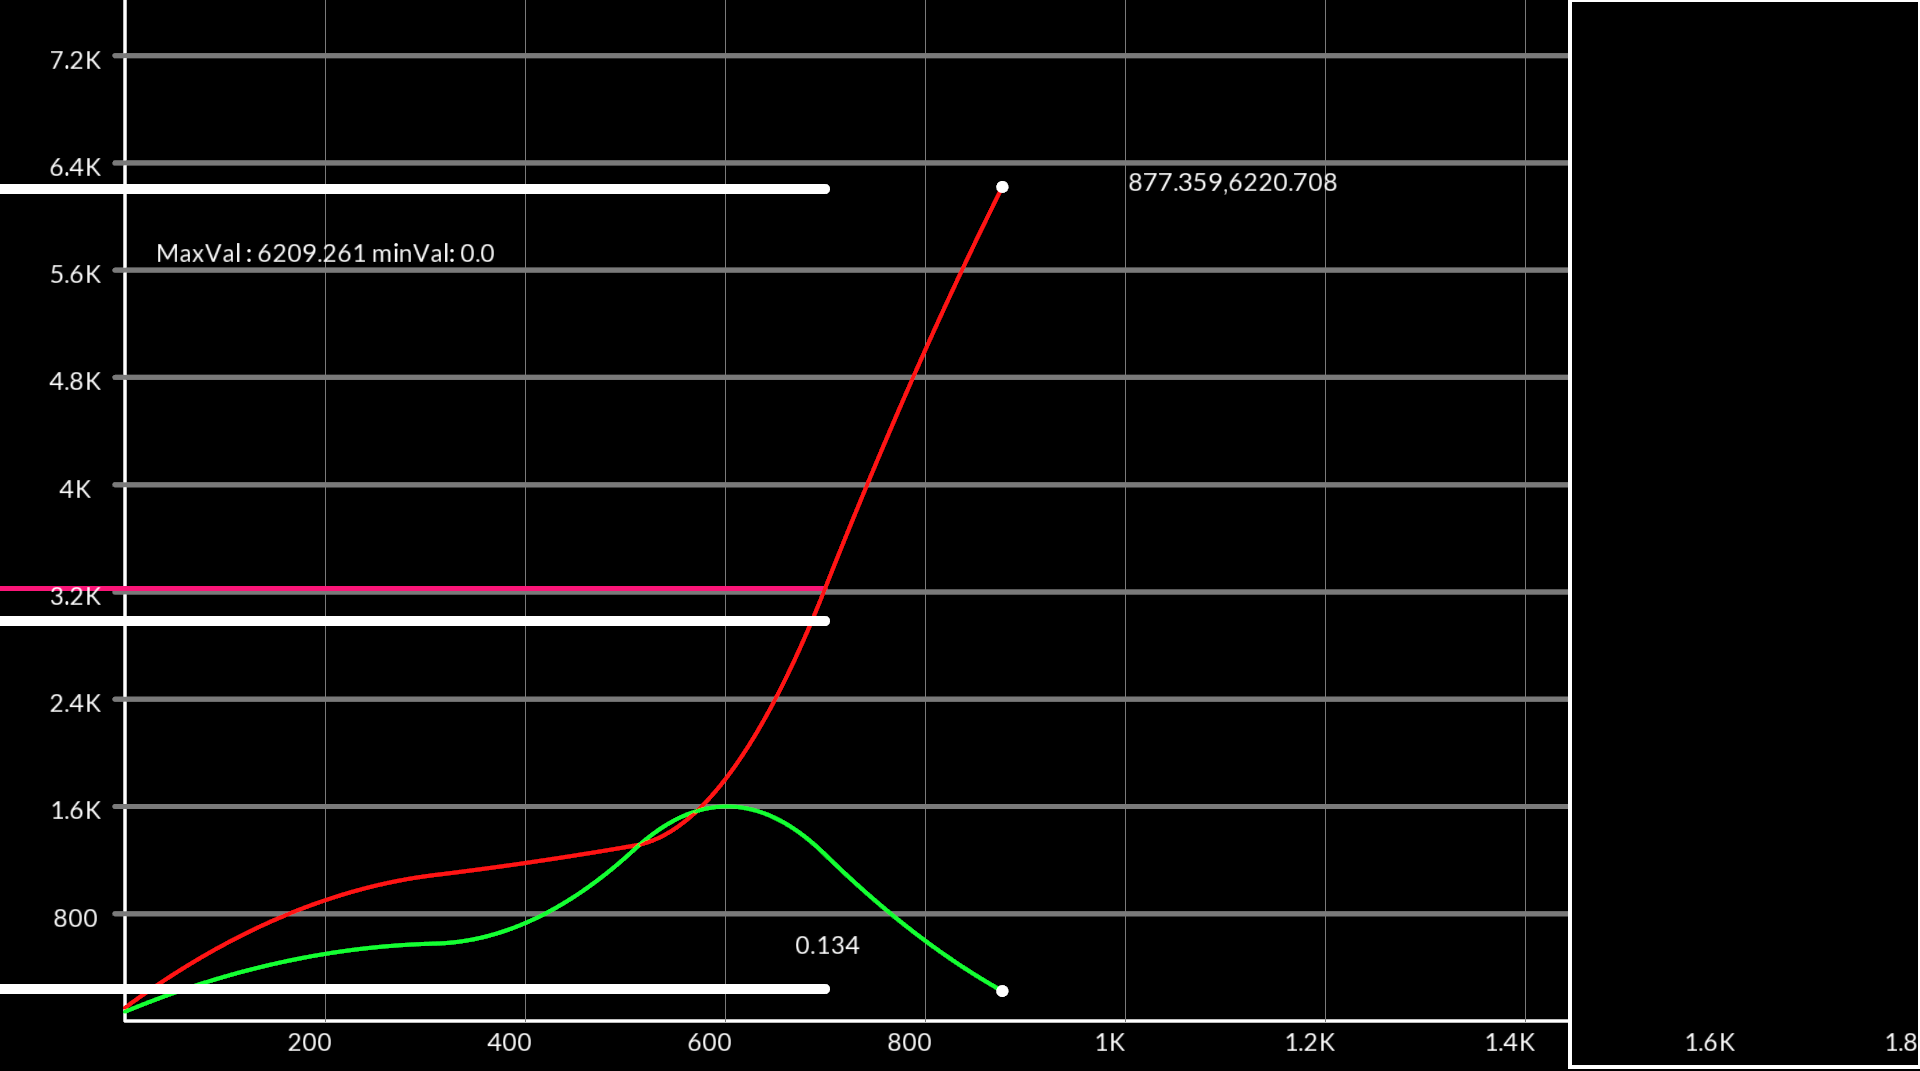 7.2K
6.4K
877.359,6220.708
MaxVal : 6209.261 minVal: 0.0
5.6K
4.8K
4K
3.2K
2.4K
1.6K
800
0.134
200 400 600 800 1K 1.2K 1.4K 1.6K 1.8